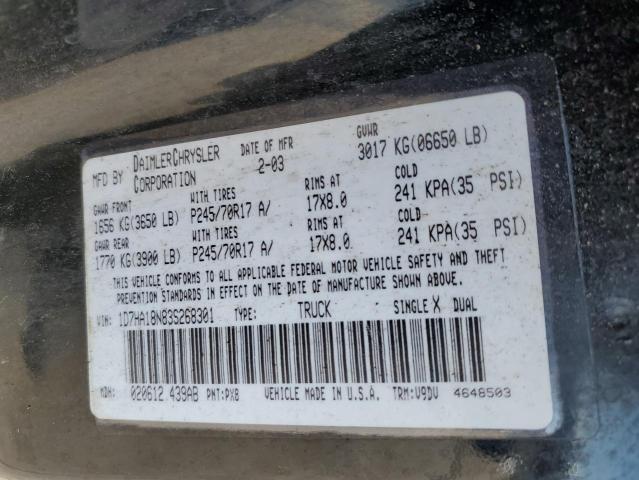 MFD BY DAIMLERCHRYSLER CORPORATION DATE OF MFR 2-03 GVWR 3017 KG(06650 LB)
GAWR FRONT WITH TIRES RIMS AT COLD
1656 KG(3650 LB) P245/70R17 A/ 17X8.0 241 KPA(35 PSI)
GAWR REAR WITH TIRES RIMS AT COLD
1770 KG(3900 LB) P245/70R17 A/ 17X8.0 241 KPA(35 PSI)
THIS VEHICLE CONFORMS TO ALL APPLICABLE FEDERAL MOTOR VEHICLE SAFETY AND THEFT
PREVENTION STANDARDS IN EFFECT ON THE DATE OF MANUFACTURE SHOWN ABOVE.
VIN: 1D7HA18N83S268301 TYPE: TRUCK SINGLE X DUAL
MDH: 020612 439AB PNT: PX8 VEHICLE MADE IN U.S.A. TRM: V9DV 4648503